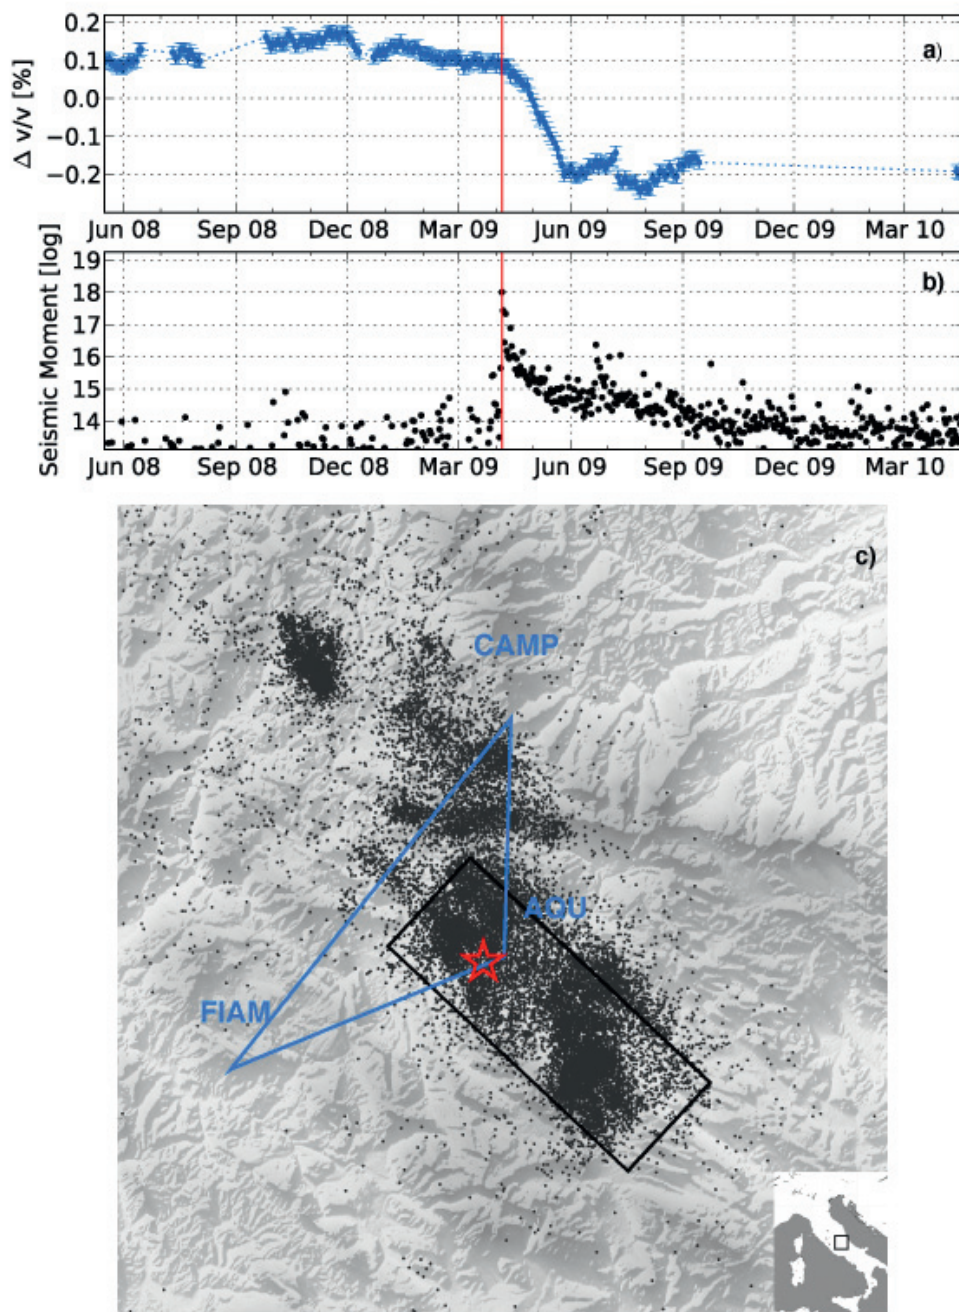 0.2
0.1
0.0
−0.1
−0.2
Δ v/v [%]
a)
Jun 08 Sep 08 Dec 08 Mar 09 Jun 09 Sep 09 Dec 09 Mar 10
19
18
17
16
15
14
Seismic Moment [log]
b)
Jun 08 Sep 08 Dec 08 Mar 09 Jun 09 Sep 09 Dec 09 Mar 10
c)
CAMP
AQU
FIAM